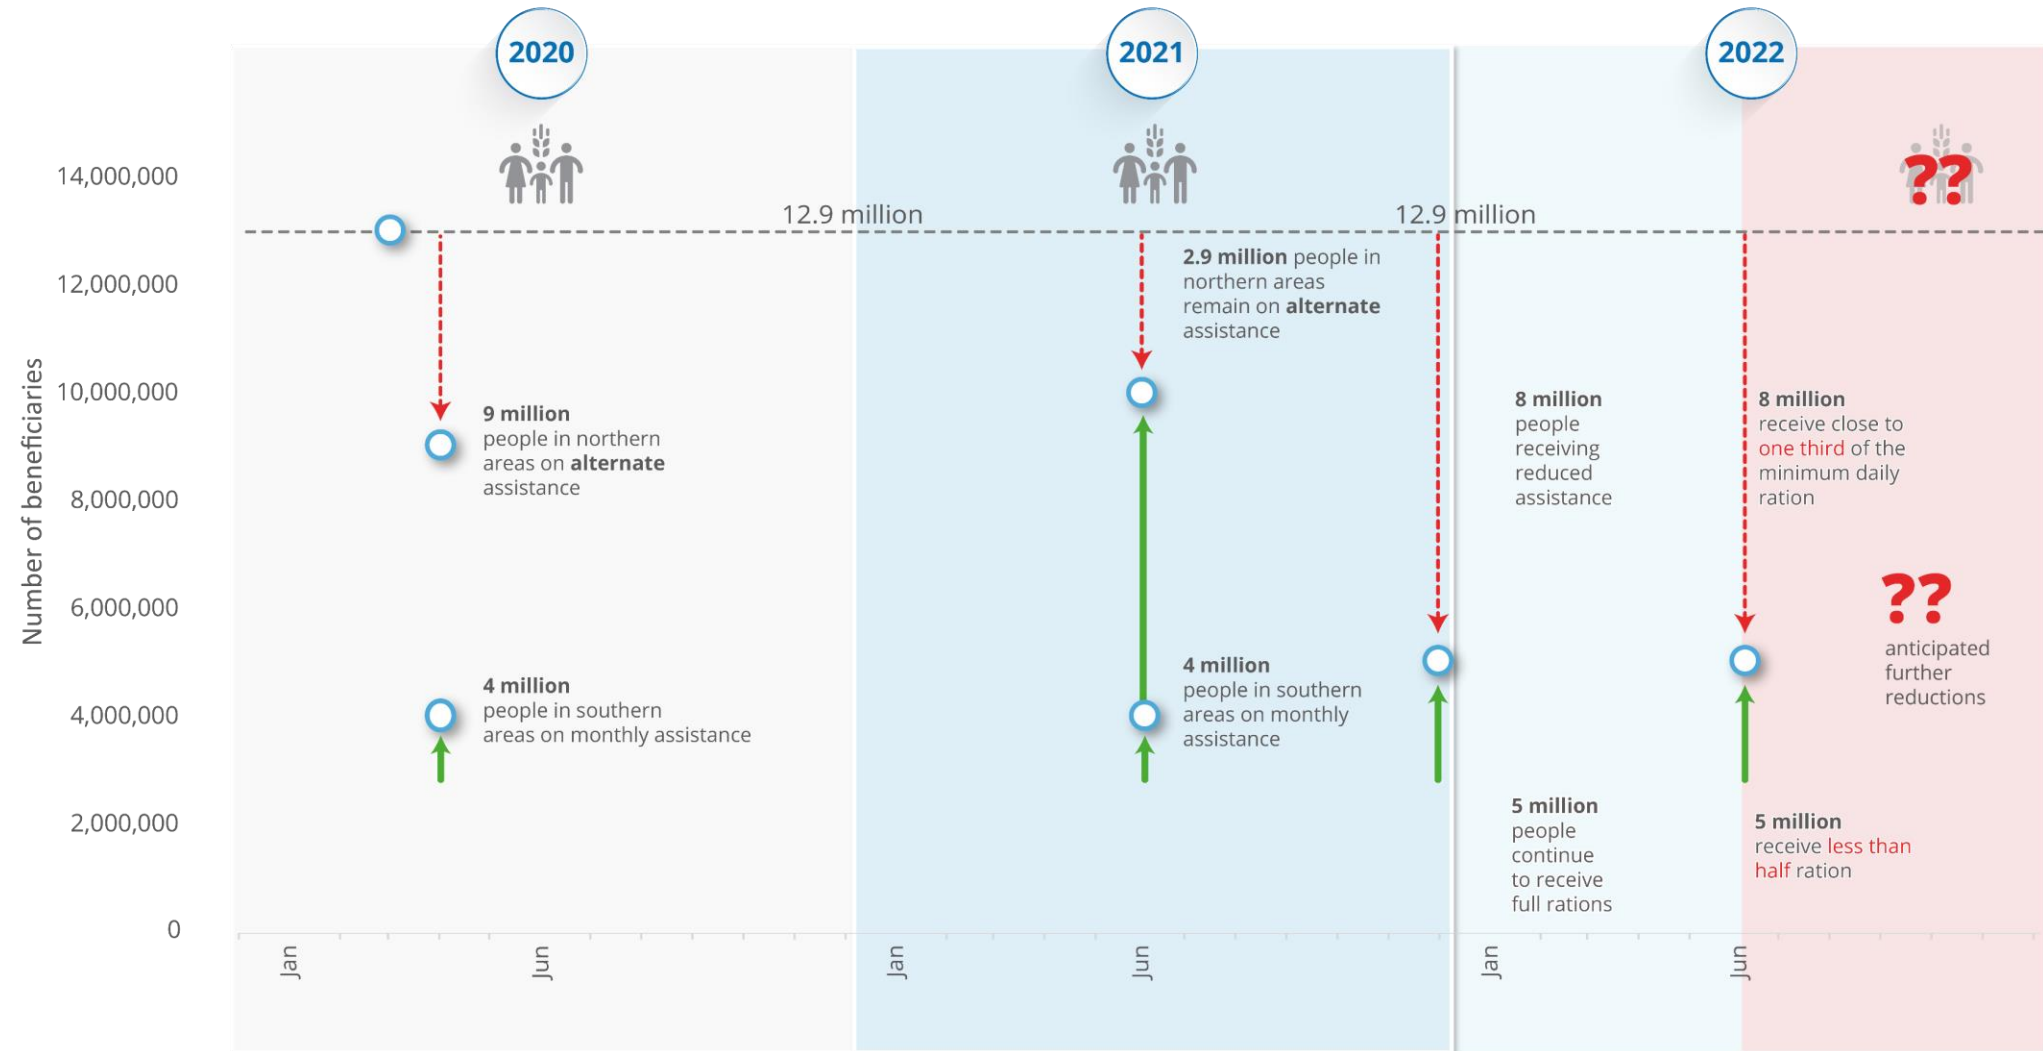 2020
2021
2022
14,000,000
12,000,000
10,000,000
8,000,000
6,000,000
4,000,000
2,000,000
0
Number of beneficiaries
12.9 million
12.9 million
??
9 million
people in northern
areas on alternate
assistance
4 million
people in southern
areas on monthly assistance
2.9 million people in
northern areas
remain on alternate
assistance
4 million
people in southern
areas on monthly
assistance
8 million
people
receiving
reduced
assistance
5 million
people
continue
to receive
full rations
8 million
receive close to
one third of the
minimum daily
ration
??
anticipated
further
reductions
5 million
receive less than
half ration
Jan
Jun
Jan
Jun
Jan
Jun